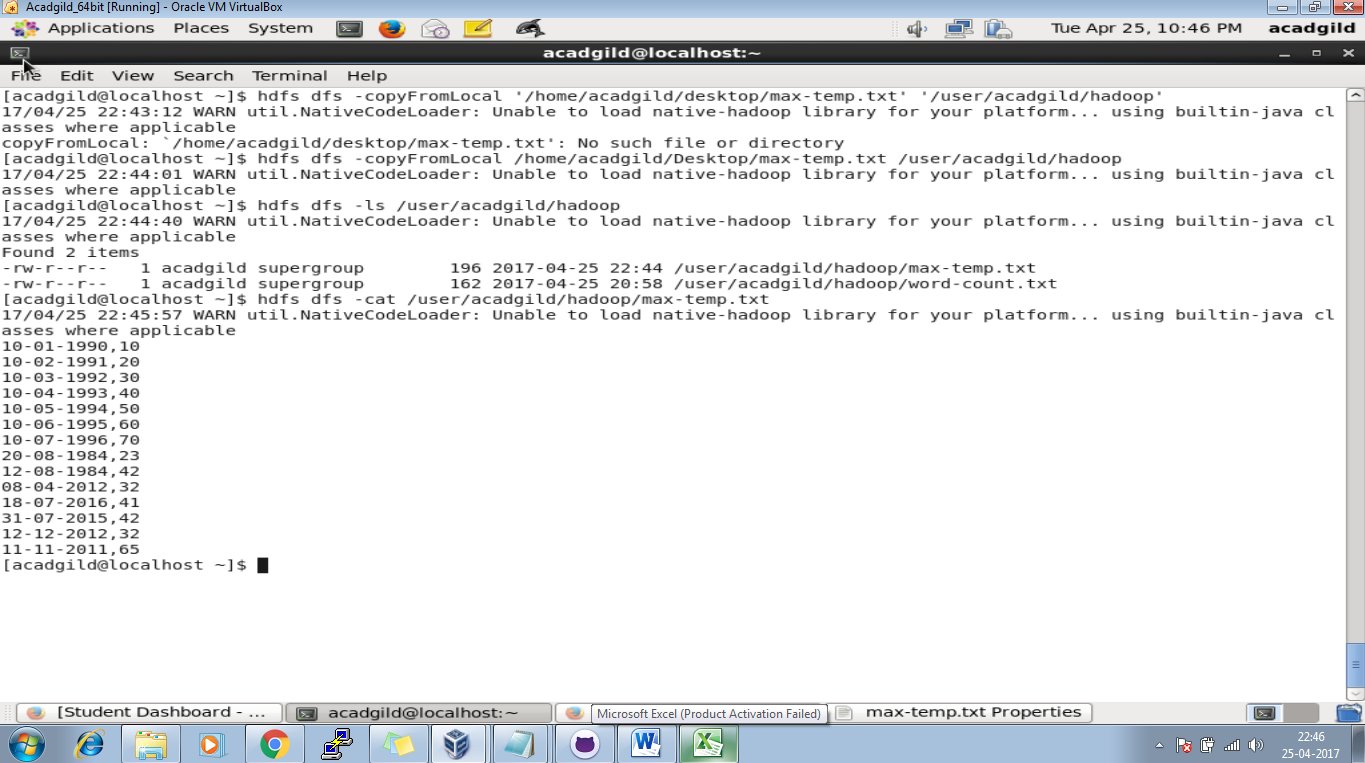 Acadgild_64bit [Running] - Oracle VM VirtualBox
Applications Places System Tue Apr 25, 10:46 PM acadgild
acadgild@localhost:~
File Edit View Search Terminal Help
[acadgild@localhost ~]$ hdfs dfs -copyFromLocal '/home/acadgild/desktop/max-temp.txt' '/user/acadgild/hadoop'
17/04/25 22:43:12 WARN util.NativeCodeLoader: Unable to load native-hadoop library for your platform... using builtin-java cl
asses where applicable
copyFromLocal: `/home/acadgild/desktop/max-temp.txt': No such file or directory
[acadgild@localhost ~]$ hdfs dfs -copyFromLocal /home/acadgild/Desktop/max-temp.txt /user/acadgild/hadoop
17/04/25 22:44:01 WARN util.NativeCodeLoader: Unable to load native-hadoop library for your platform... using builtin-java cl
asses where applicable
[acadgild@localhost ~]$ hdfs dfs -ls /user/acadgild/hadoop
17/04/25 22:44:40 WARN util.NativeCodeLoader: Unable to load native-hadoop library for your platform... using builtin-java cl
asses where applicable
Found 2 items
-rw-r--r--   1 acadgild supergroup        196 2017-04-25 22:44 /user/acadgild/hadoop/max-temp.txt
-rw-r--r--   1 acadgild supergroup        162 2017-04-25 20:58 /user/acadgild/hadoop/word-count.txt
[acadgild@localhost ~]$ hdfs dfs -cat /user/acadgild/hadoop/max-temp.txt
17/04/25 22:45:57 WARN util.NativeCodeLoader: Unable to load native-hadoop library for your platform... using builtin-java cl
asses where applicable
10-01-1990,10
10-02-1991,20
10-03-1992,30
10-04-1993,40
10-05-1994,50
10-06-1995,60
10-07-1996,70
20-08-1984,23
12-08-1984,42
08-04-2012,32
18-07-2016,41
31-07-2015,42
12-12-2012,32
11-11-2011,65
[acadgild@localhost ~]$
[Student Dashboard - ... acadgild@localhost:~ Microsoft Excel (Product Activation Failed) max-temp.txt Properties
22:46
25-04-2017